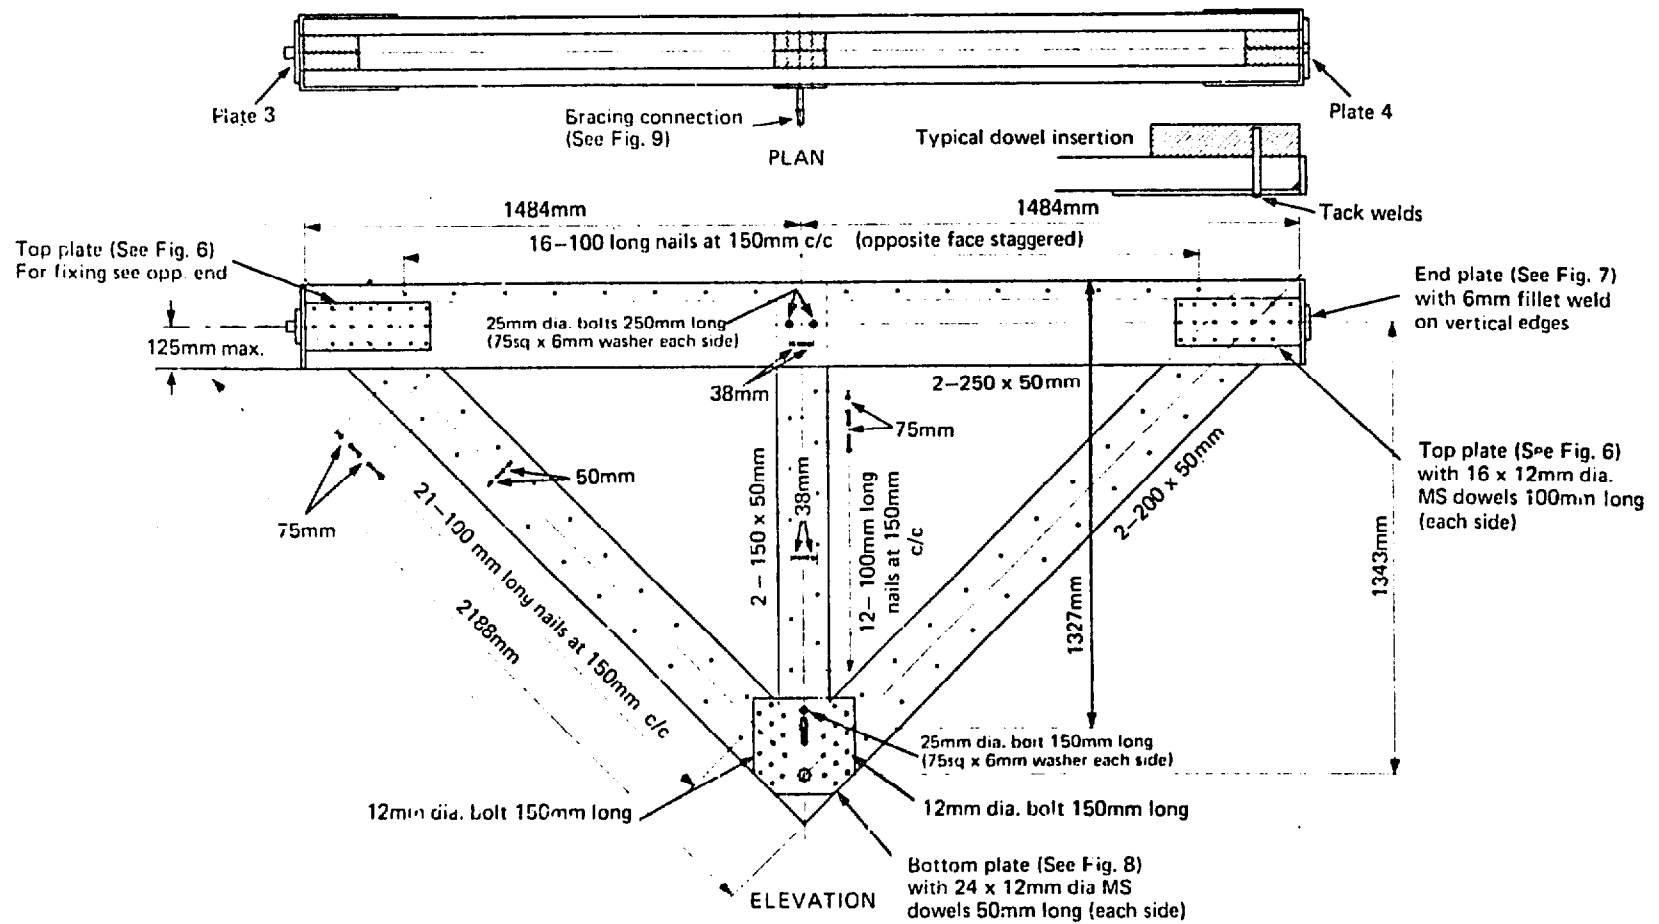 Plate 3
Bracing connection
(See Fig. 9)
PLAN
Plate 4
Typical dowel insertion
Tack welds
1484mm
1484mm
16–100 long nails at 150mm c/c (opposite face staggered)
Top plate (See Fig. 6)
For fixing see opp. end
125mm max.
25mm dia. bolts 250mm long
(75sq x 6mm washer each side)
38mm
2–250 x 50mm
End plate (See Fig. 7)
with 6mm fillet weld
on vertical edges
Top plate (See Fig. 6)
with 16 x 12mm dia.
MS dowels 100mm long
(each side)
75mm
50mm
75mm
21–100 mm long nails at 150mm c/c
2188mm
2 – 150 x 50mm
38mm
12– 100mm long
nails at 150mm
c/c
2–200 x 50mm
1327mm
1343mm
25mm dia. bolt 150mm long
(75sq x 6mm washer each side)
12mm dia. bolt 150mm long
12mm dia. bolt 150mm long
Bottom plate (See Fig. 8)
with 24 x 12mm dia MS
dowels 50mm long (each side)
ELEVATION